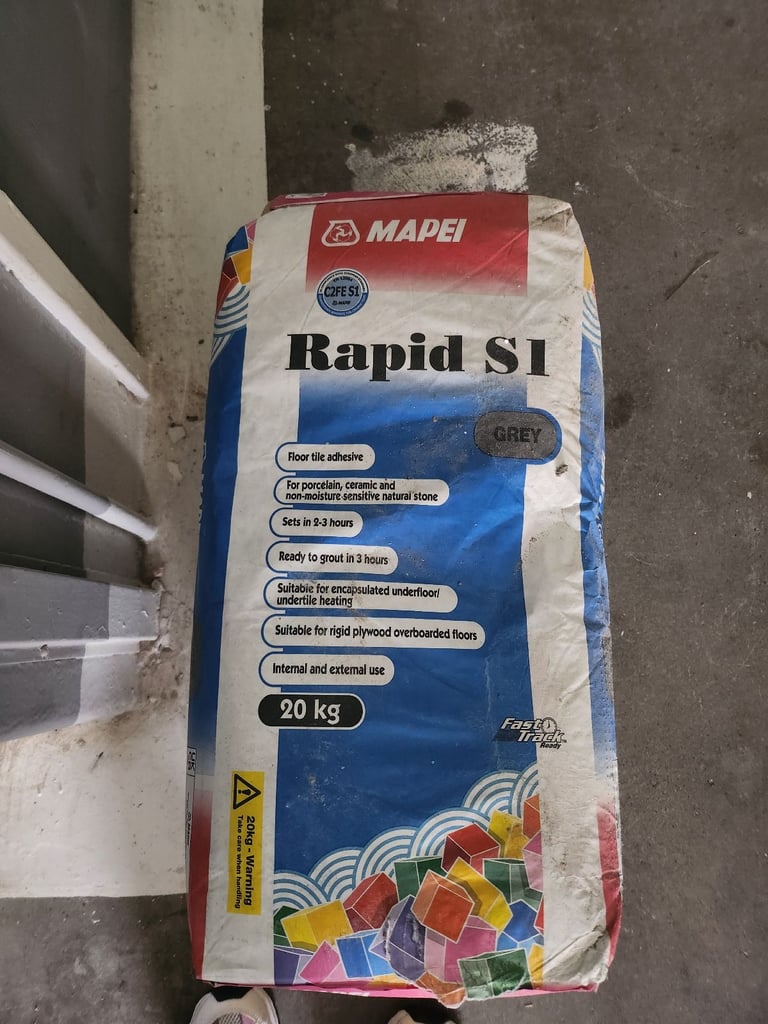 MAPEI
C2FE S1
MAPEI
Rapid S1
GREY
Floor tile adhesive
For porcelain, ceramic and
non-moisture sensitive natural stone
Sets in 2-3 hours
Ready to grout in 3 hours
Suitable for encapsulated underfloor/
undertile heating
Suitable for rigid plywood overboarded floors
Internal and external use
20 kg
Fast
Track
Ready
20kg - Warning
Take care when handling